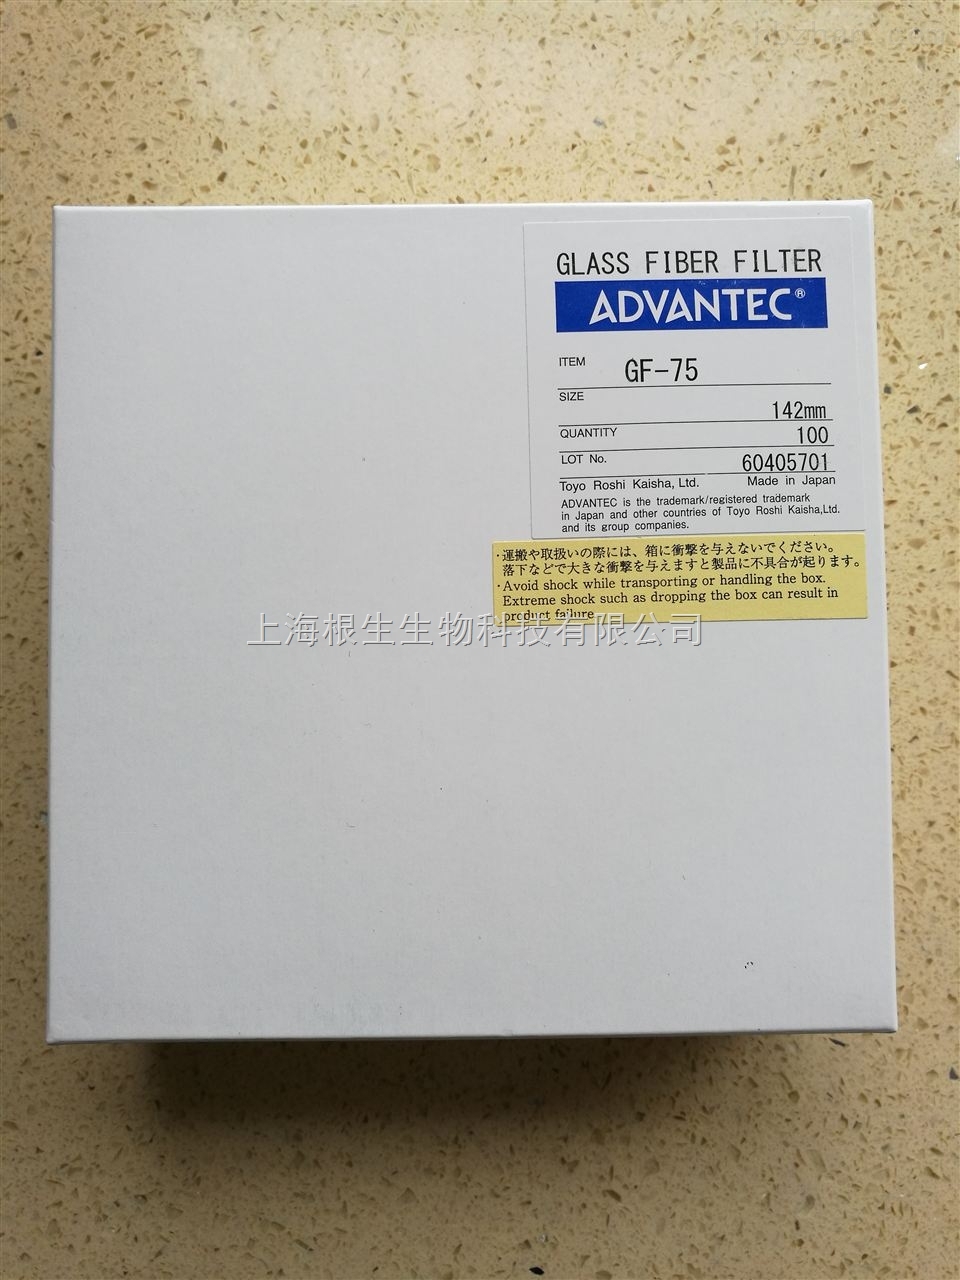 GLASS FIBER FILTER
ADVANTEC®
ITEM GF-75
SIZE 142mm
QUANTITY 100
LOT No. 60405701
Toyo Roshi Kaisha, Ltd. Made in Japan
ADVANTEC is the trademark/registered trademark
in Japan and other countries of Toyo Roshi Kaisha,Ltd.
and its group companies.
・運搬や取扱いの際には、箱に衝撃を与えないでください。
落下などで大きな衝撃を与えますと製品に不具合が起ります。
・Avoid shock while transporting or handling the box.
Extreme shock such as dropping the box can result in
product failure
上海根生生物科技有限公司